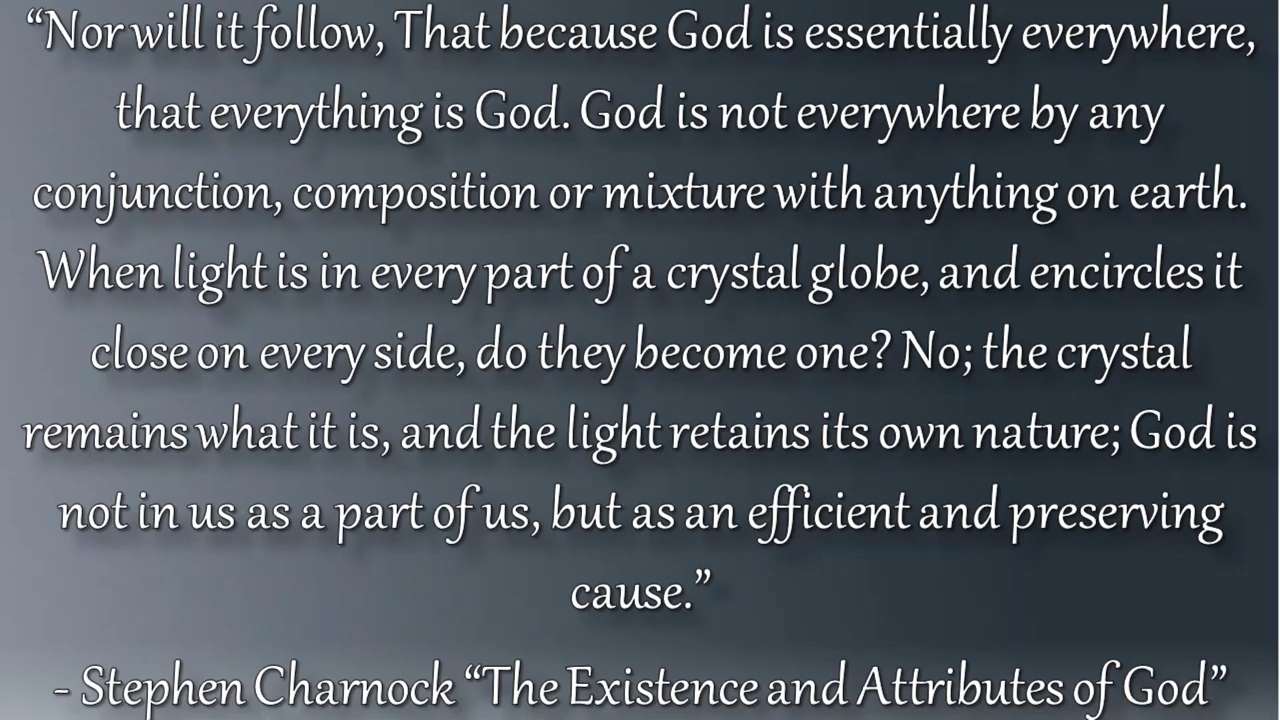 “Nor will it follow, That because God is essentially everywhere,
that everything is God. God is not everywhere by any
conjunction, composition or mixture with anything on earth.
When light is in every part of a crystal globe, and encircles it
close on every side, do they become one? No; the crystal
remains what it is, and the light retains its own nature; God is
not in us as a part of us, but as an efficient and preserving
cause.”
- Stephen Charnock “The Existence and Attributes of God”